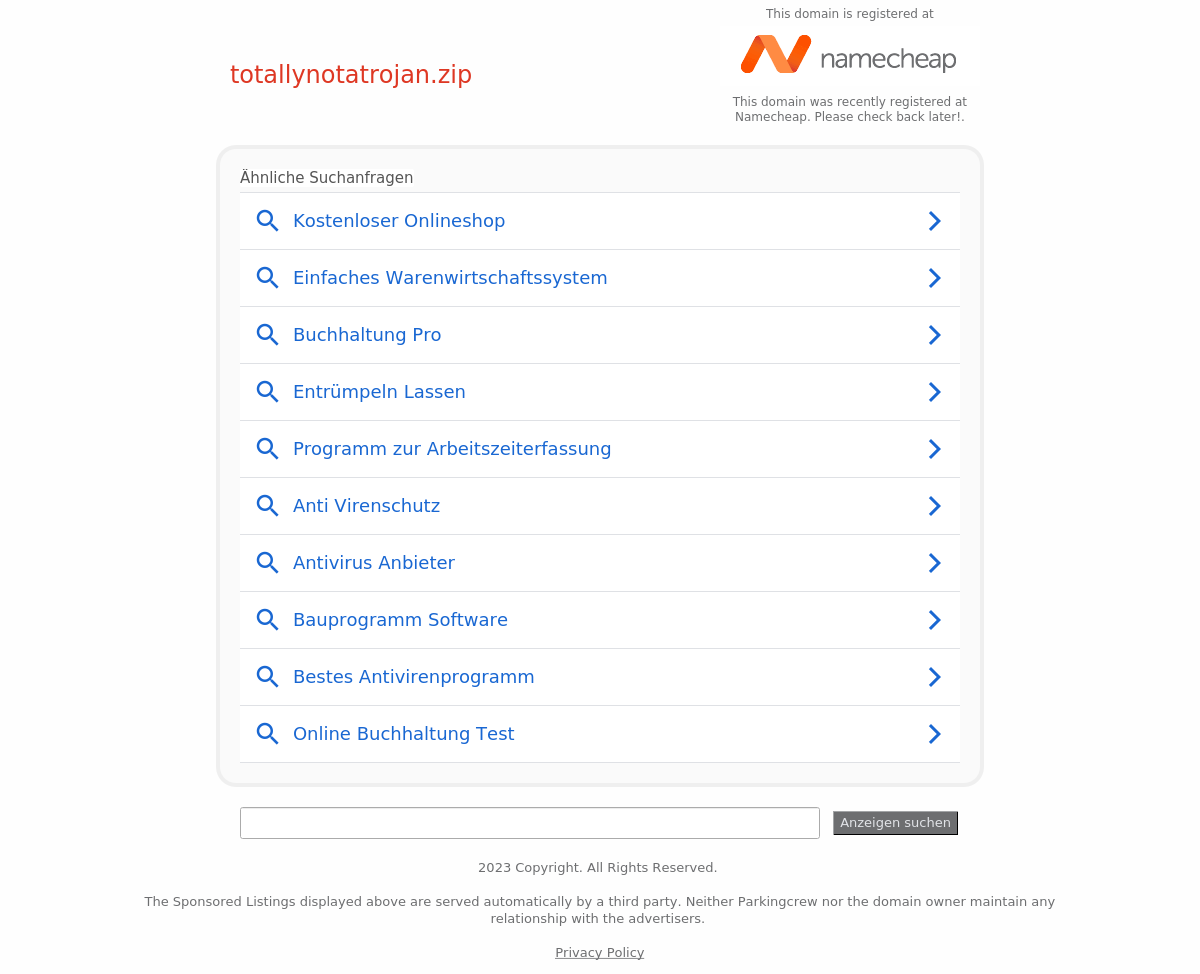 This domain is registered at
namecheap
totallynotatrojan.zip
This domain was recently registered at
Namecheap. Please check back later!.
Ähnliche Suchanfragen
Kostenloser Onlineshop
Einfaches Warenwirtschaftssystem
Buchhaltung Pro
Entrümpeln Lassen
Programm zur Arbeitszeiterfassung
Anti Virenschutz
Antivirus Anbieter
Bauprogramm Software
Bestes Antivirenprogramm
Online Buchhaltung Test
Anzeigen suchen
2023 Copyright. All Rights Reserved.
The Sponsored Listings displayed above are served automatically by a third party. Neither Parkingcrew nor the domain owner maintain any
relationship with the advertisers.
Privacy Policy